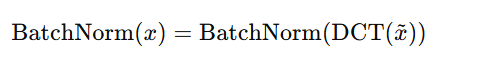 BatchNorm(x) = BatchNorm(DCT(x̃))